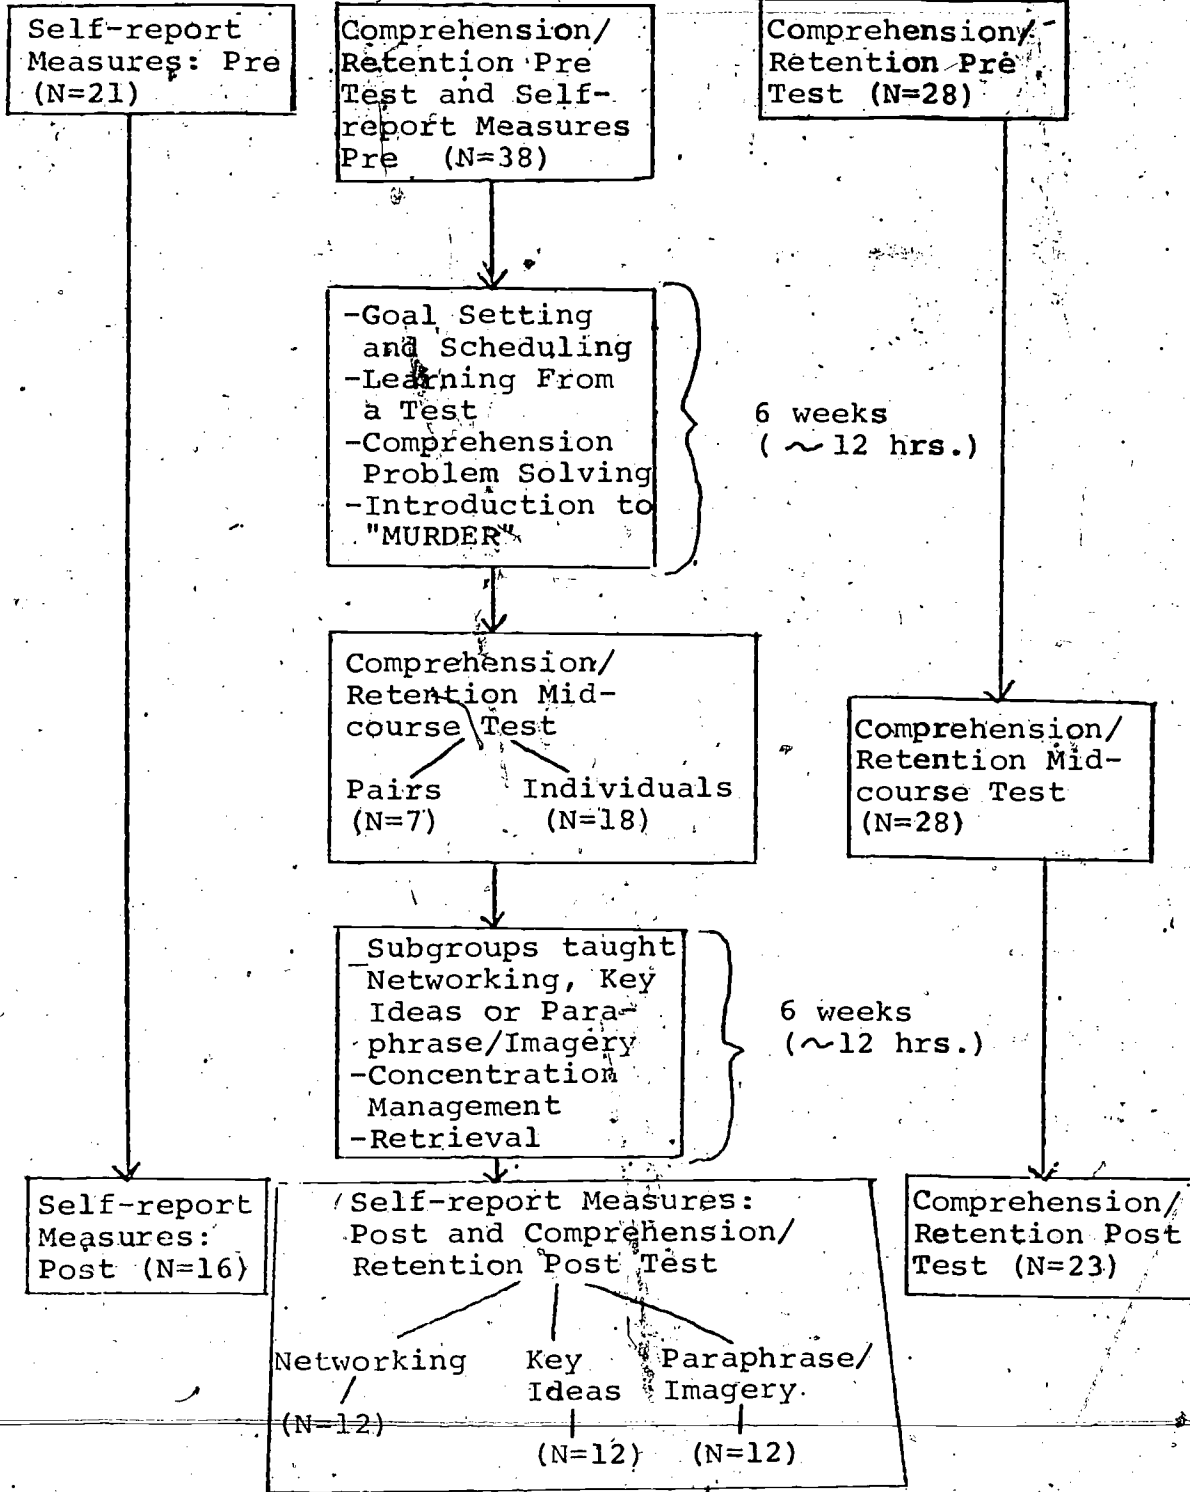 Self-report
Measures: Pre
(N=21)
Comprehension/
Retention Pre
Test and Self-
report Measures
Pre (N=38)
Comprehension/
Retention Pre
Test (N=28)
-Goal Setting
and Scheduling
-Learning From
a Test
-Comprehension
Problem Solving
-Introduction to
"MURDER"
6 weeks
(~12 hrs.)
Comprehension/
Retention Mid-
course Test
Pairs
(N=7)
Individuals
(N=18)
Comprehension/
Retention Mid-
course Test
(N=28)
Subgroups taught
Networking, Key
Ideas or Para-
phrase/Imagery
-Concentration
Management
-Retrieval
6 weeks
(~12 hrs.)
Self-report
Measures:
Post (N=16)
Self-report Measures:
Post and Comprehension/
Retention Post Test
Networking
(N=12)
Key
Ideas
(N=12)
Paraphrase/
Imagery
(N=12)
Comprehension/
Retention Post
Test (N=23)